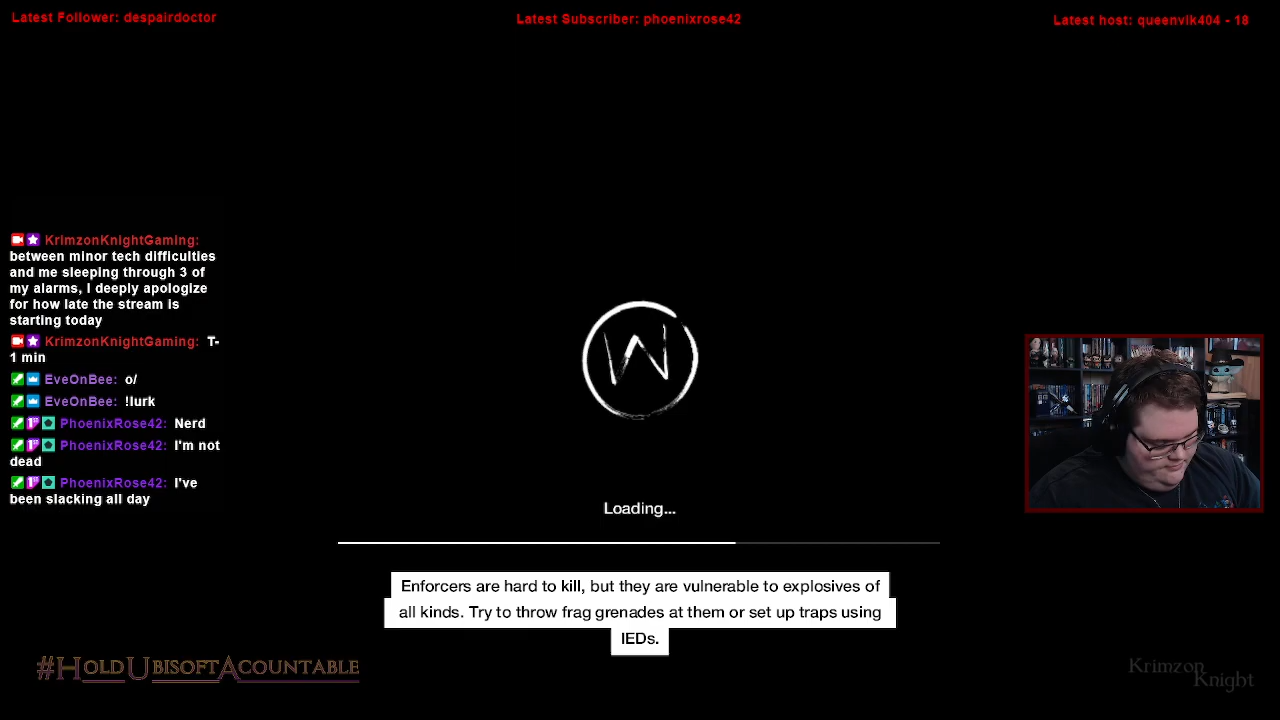 Latest Follower: despairdoctor
Latest Subscriber: phoenixrose42
Latest host: queenvik404 - 18
KrimzonKnightGaming:
between minor tech difficulties
and me sleeping through 3 of
my alarms, I deeply apologize
for how late the stream is
starting today
KrimzonKnightGaming: T-
1 min
EveOnBee: o/
EveOnBee: !lurk
PhoenixRose42: Nerd
PhoenixRose42: I'm not
dead
PhoenixRose42: I've
been slacking all day
W
Loading...
Enforcers are hard to kill, but they are vulnerable to explosives of
all kinds. Try to throw frag grenades at them or set up traps using
IEDs.
#HoldUbisoftAcountable
Krimzon
Knight